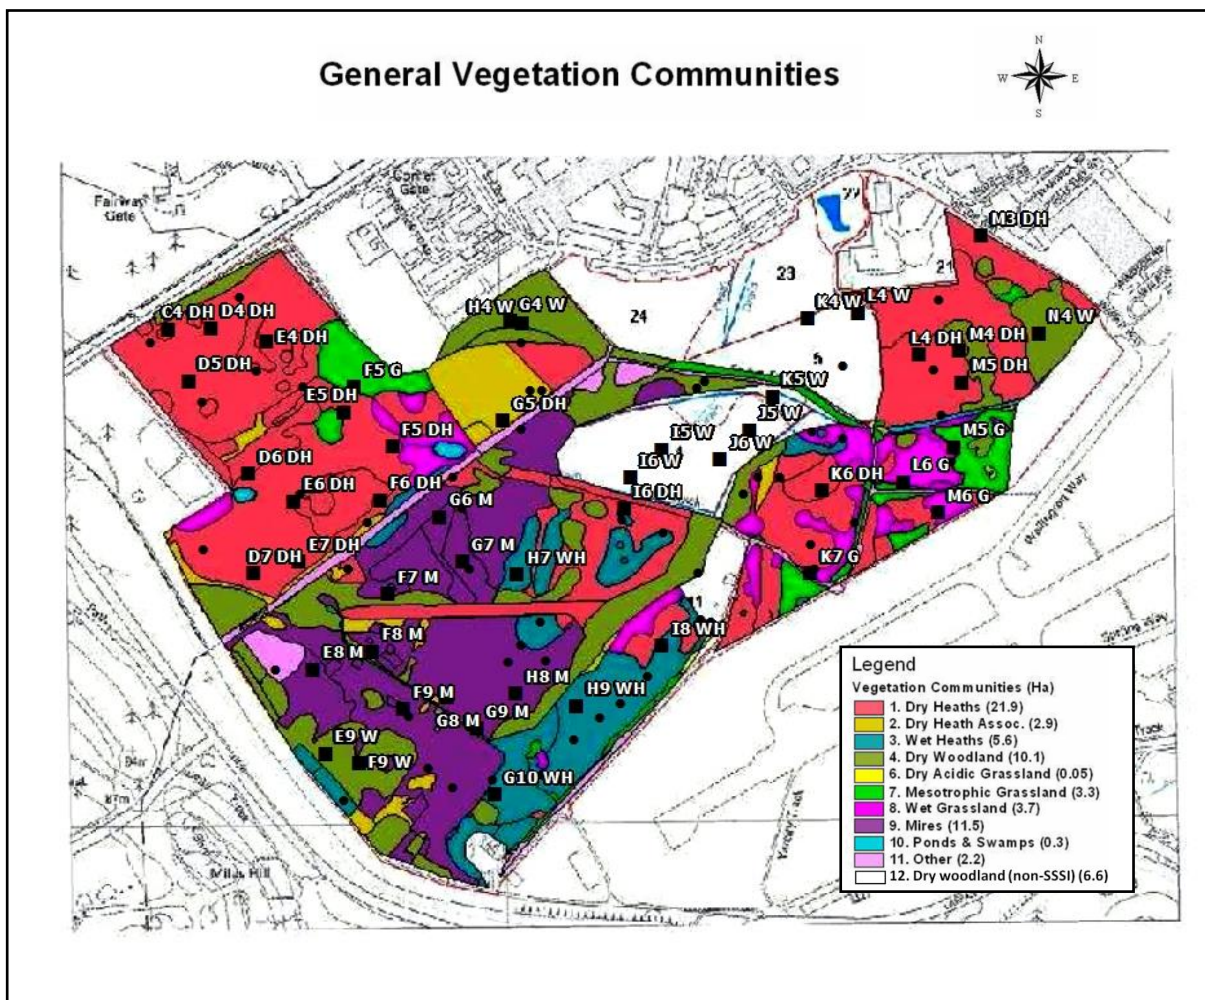 General Vegetation Communities
N
W E
S
Fairway
Gate
Gate
22
M3 DH
21
23
24
C4 DH D4 DH
H4 W G4 W
K4 W L4 W
N4 W
E4 DH
L4 DH M4 DH
D5 DH
F5 G
M5 DH
K5 W
E5 DH
G5 DH
J5 W
F5 DH
I5 W J6 W
M5 G
D6 DH
I6 W
L6 G
E6 DH F6 DH
I6 DH
K6 DH
G6 M
M6 G
E7 DH
D7 DH
G7 M H7 WH
K7 G
F7 M
11
F8 M
I8 WH
E8 M
H8 M H9 WH
F9 M
G8 M G9 M
E9 W
F9 W
G10 WH
Mills Hill
Legend
Vegetation Communities (Ha)
1. Dry Heaths (21.9)
2. Dry Heath Assoc. (2.9)
3. Wet Heaths (5.6)
4. Dry Woodland (10.1)
6. Dry Acidic Grassland (0.05)
7. Mesotrophic Grassland (3.3)
8. Wet Grassland (3.7)
9. Mires (11.5)
10. Ponds & Swamps (0.3)
11. Other (2.2)
12. Dry woodland (non-SSSI) (6.6)
Track